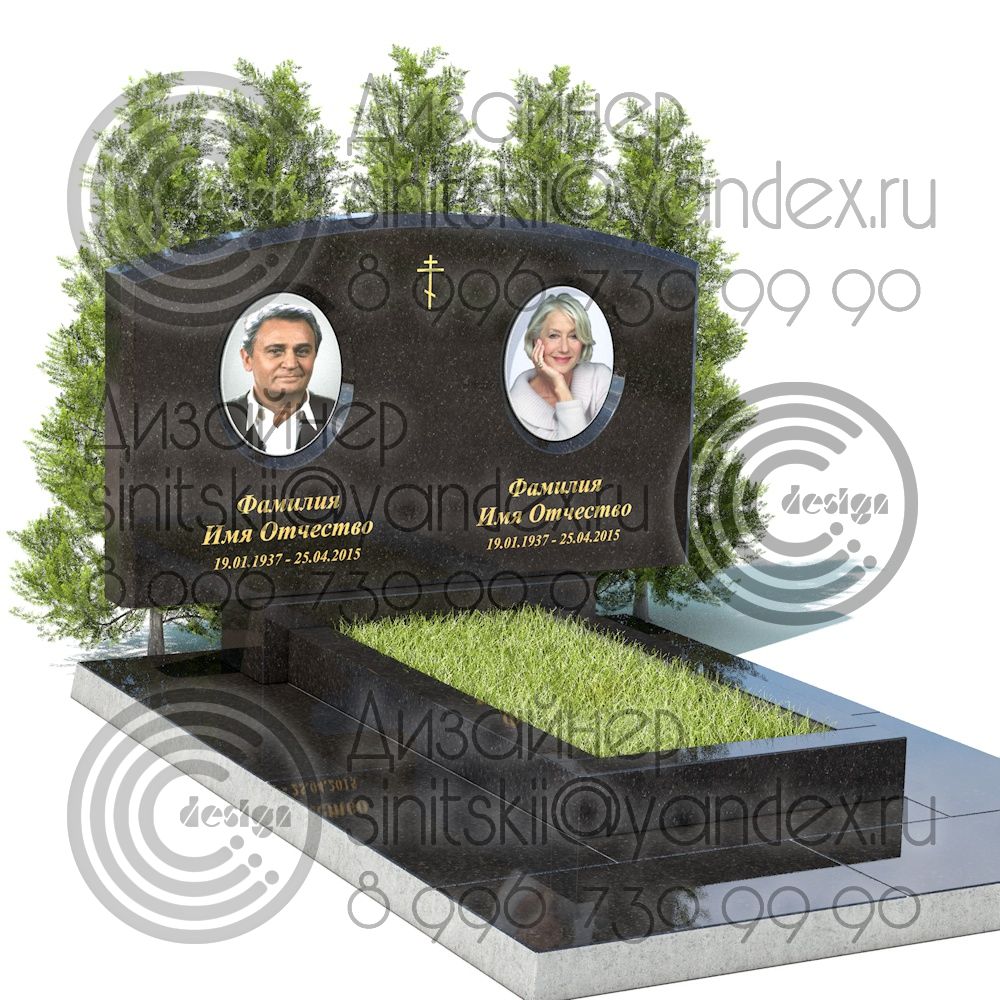 Дизайнер
sinitskii@yandex.ru
8 996 730 99 90
Дизайнер
sinitskii@yandex.ru
8 996 730 99 90
design
Фамилия
Имя Отчество
19.01.1937 - 25.04.2015
Фамилия
Имя Отчество
19.01.1937 - 25.04.2015
design
Дизайнер
sinitskii@yandex.ru
8 996 730 99 90